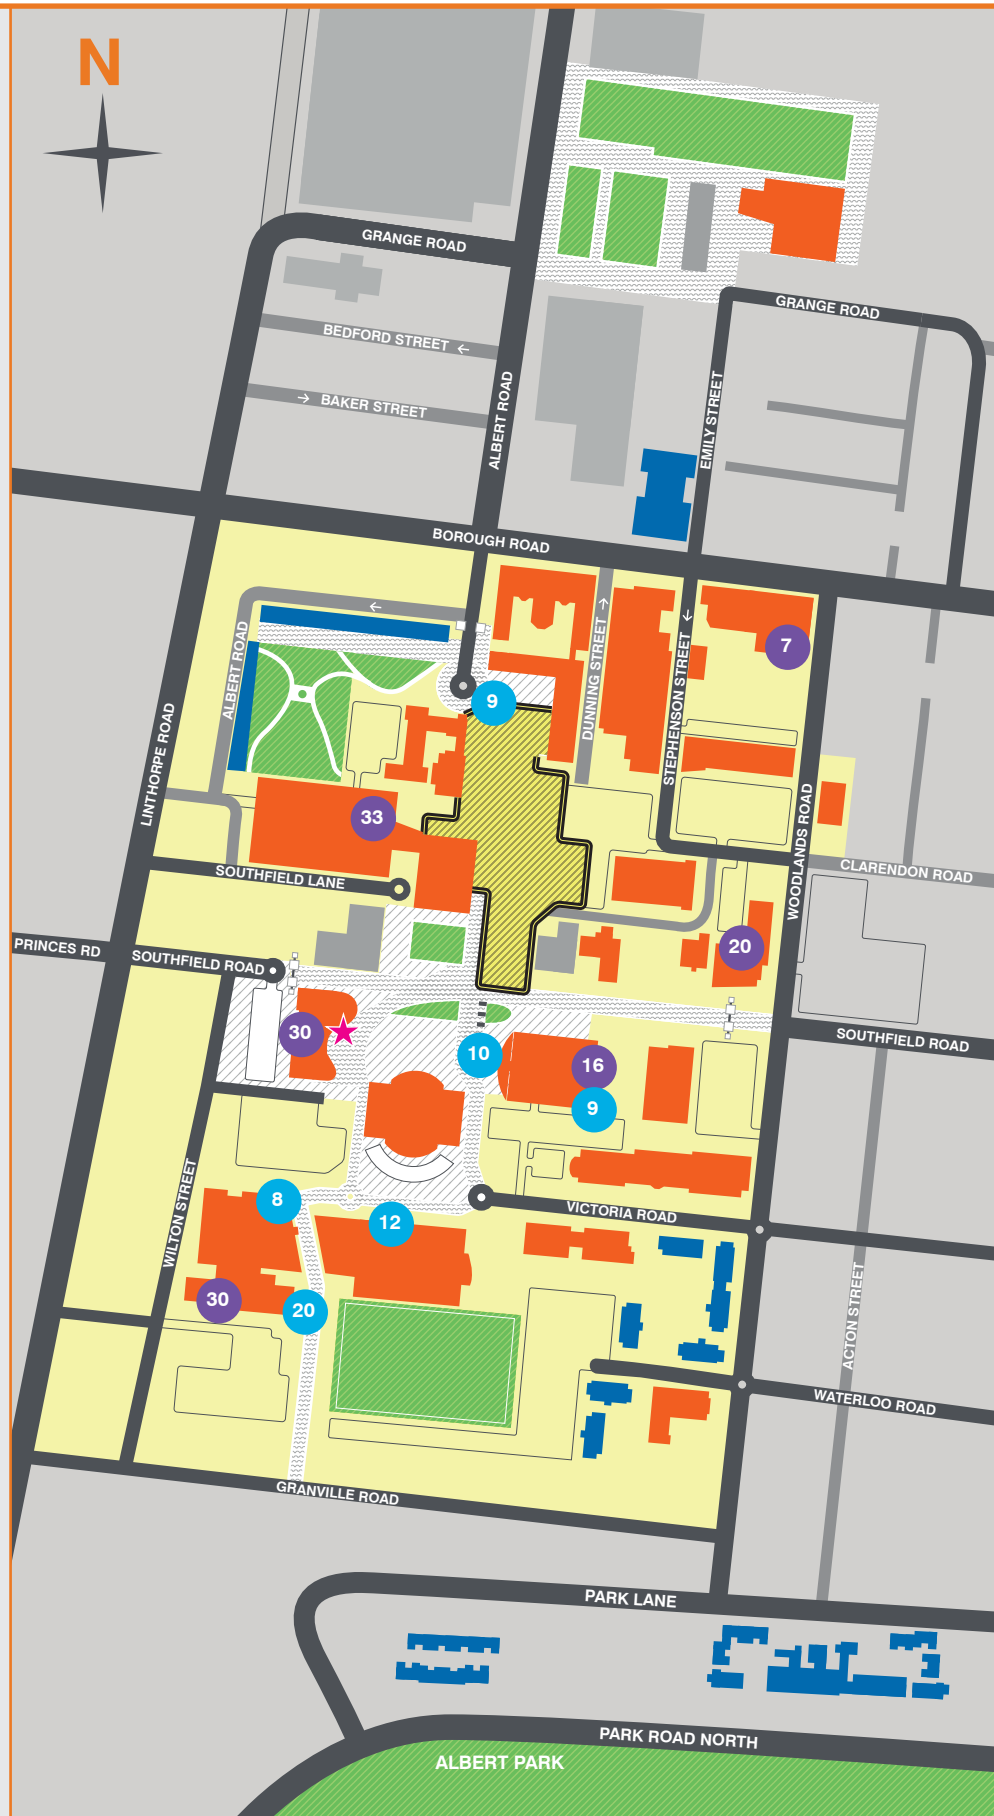 N
GRANGE ROAD
GRANGE ROAD
BEDFORD STREET
BAKER STREET
ALBERT ROAD
EMILY STREET
BOROUGH ROAD
ALBERT ROAD
DUNNING STREET
STEPHENSON STREET
7
9
LINTHORPE ROAD
33
WOODLANDS ROAD
CLARENDON ROAD
SOUTHFIELD LANE
PRINCES RD
SOUTHFIELD ROAD
20
30
10
16
9
SOUTHFIELD ROAD
WILTON STREET
8
12
VICTORIA ROAD
30
20
ACTON STREET
WATERLOO ROAD
GRANVILLE ROAD
PARK LANE
PARK ROAD NORTH
ALBERT PARK